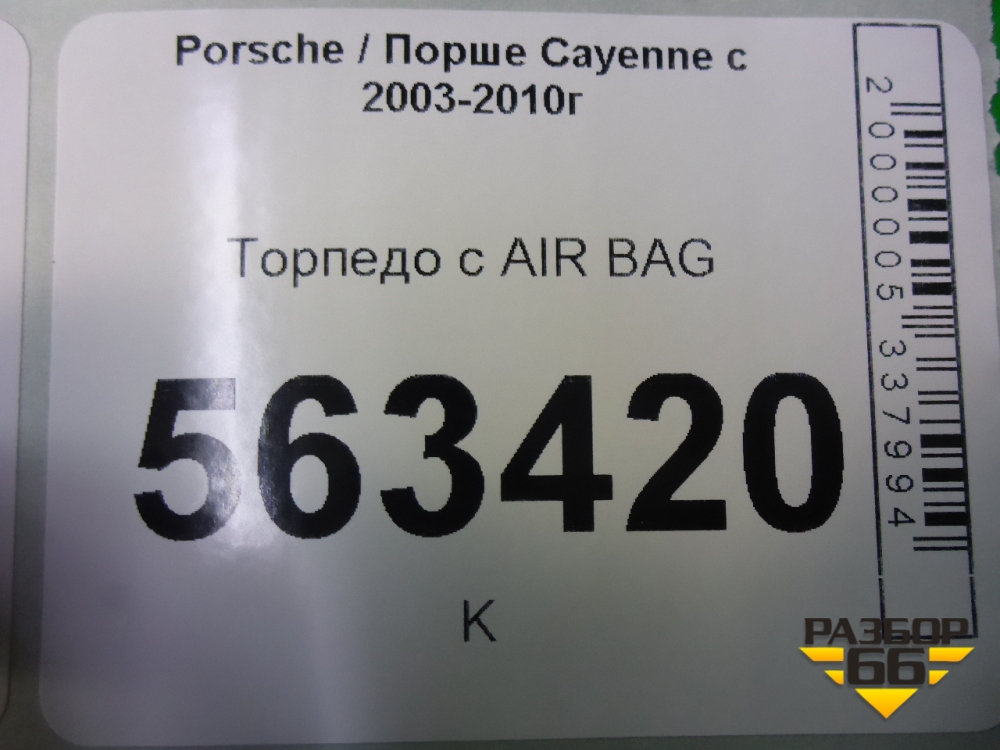 Porsche / Порше Cayenne с
2003-2010г
Торпедо с AIR BAG
563420
К
2000005337994
РАЗБОР
66